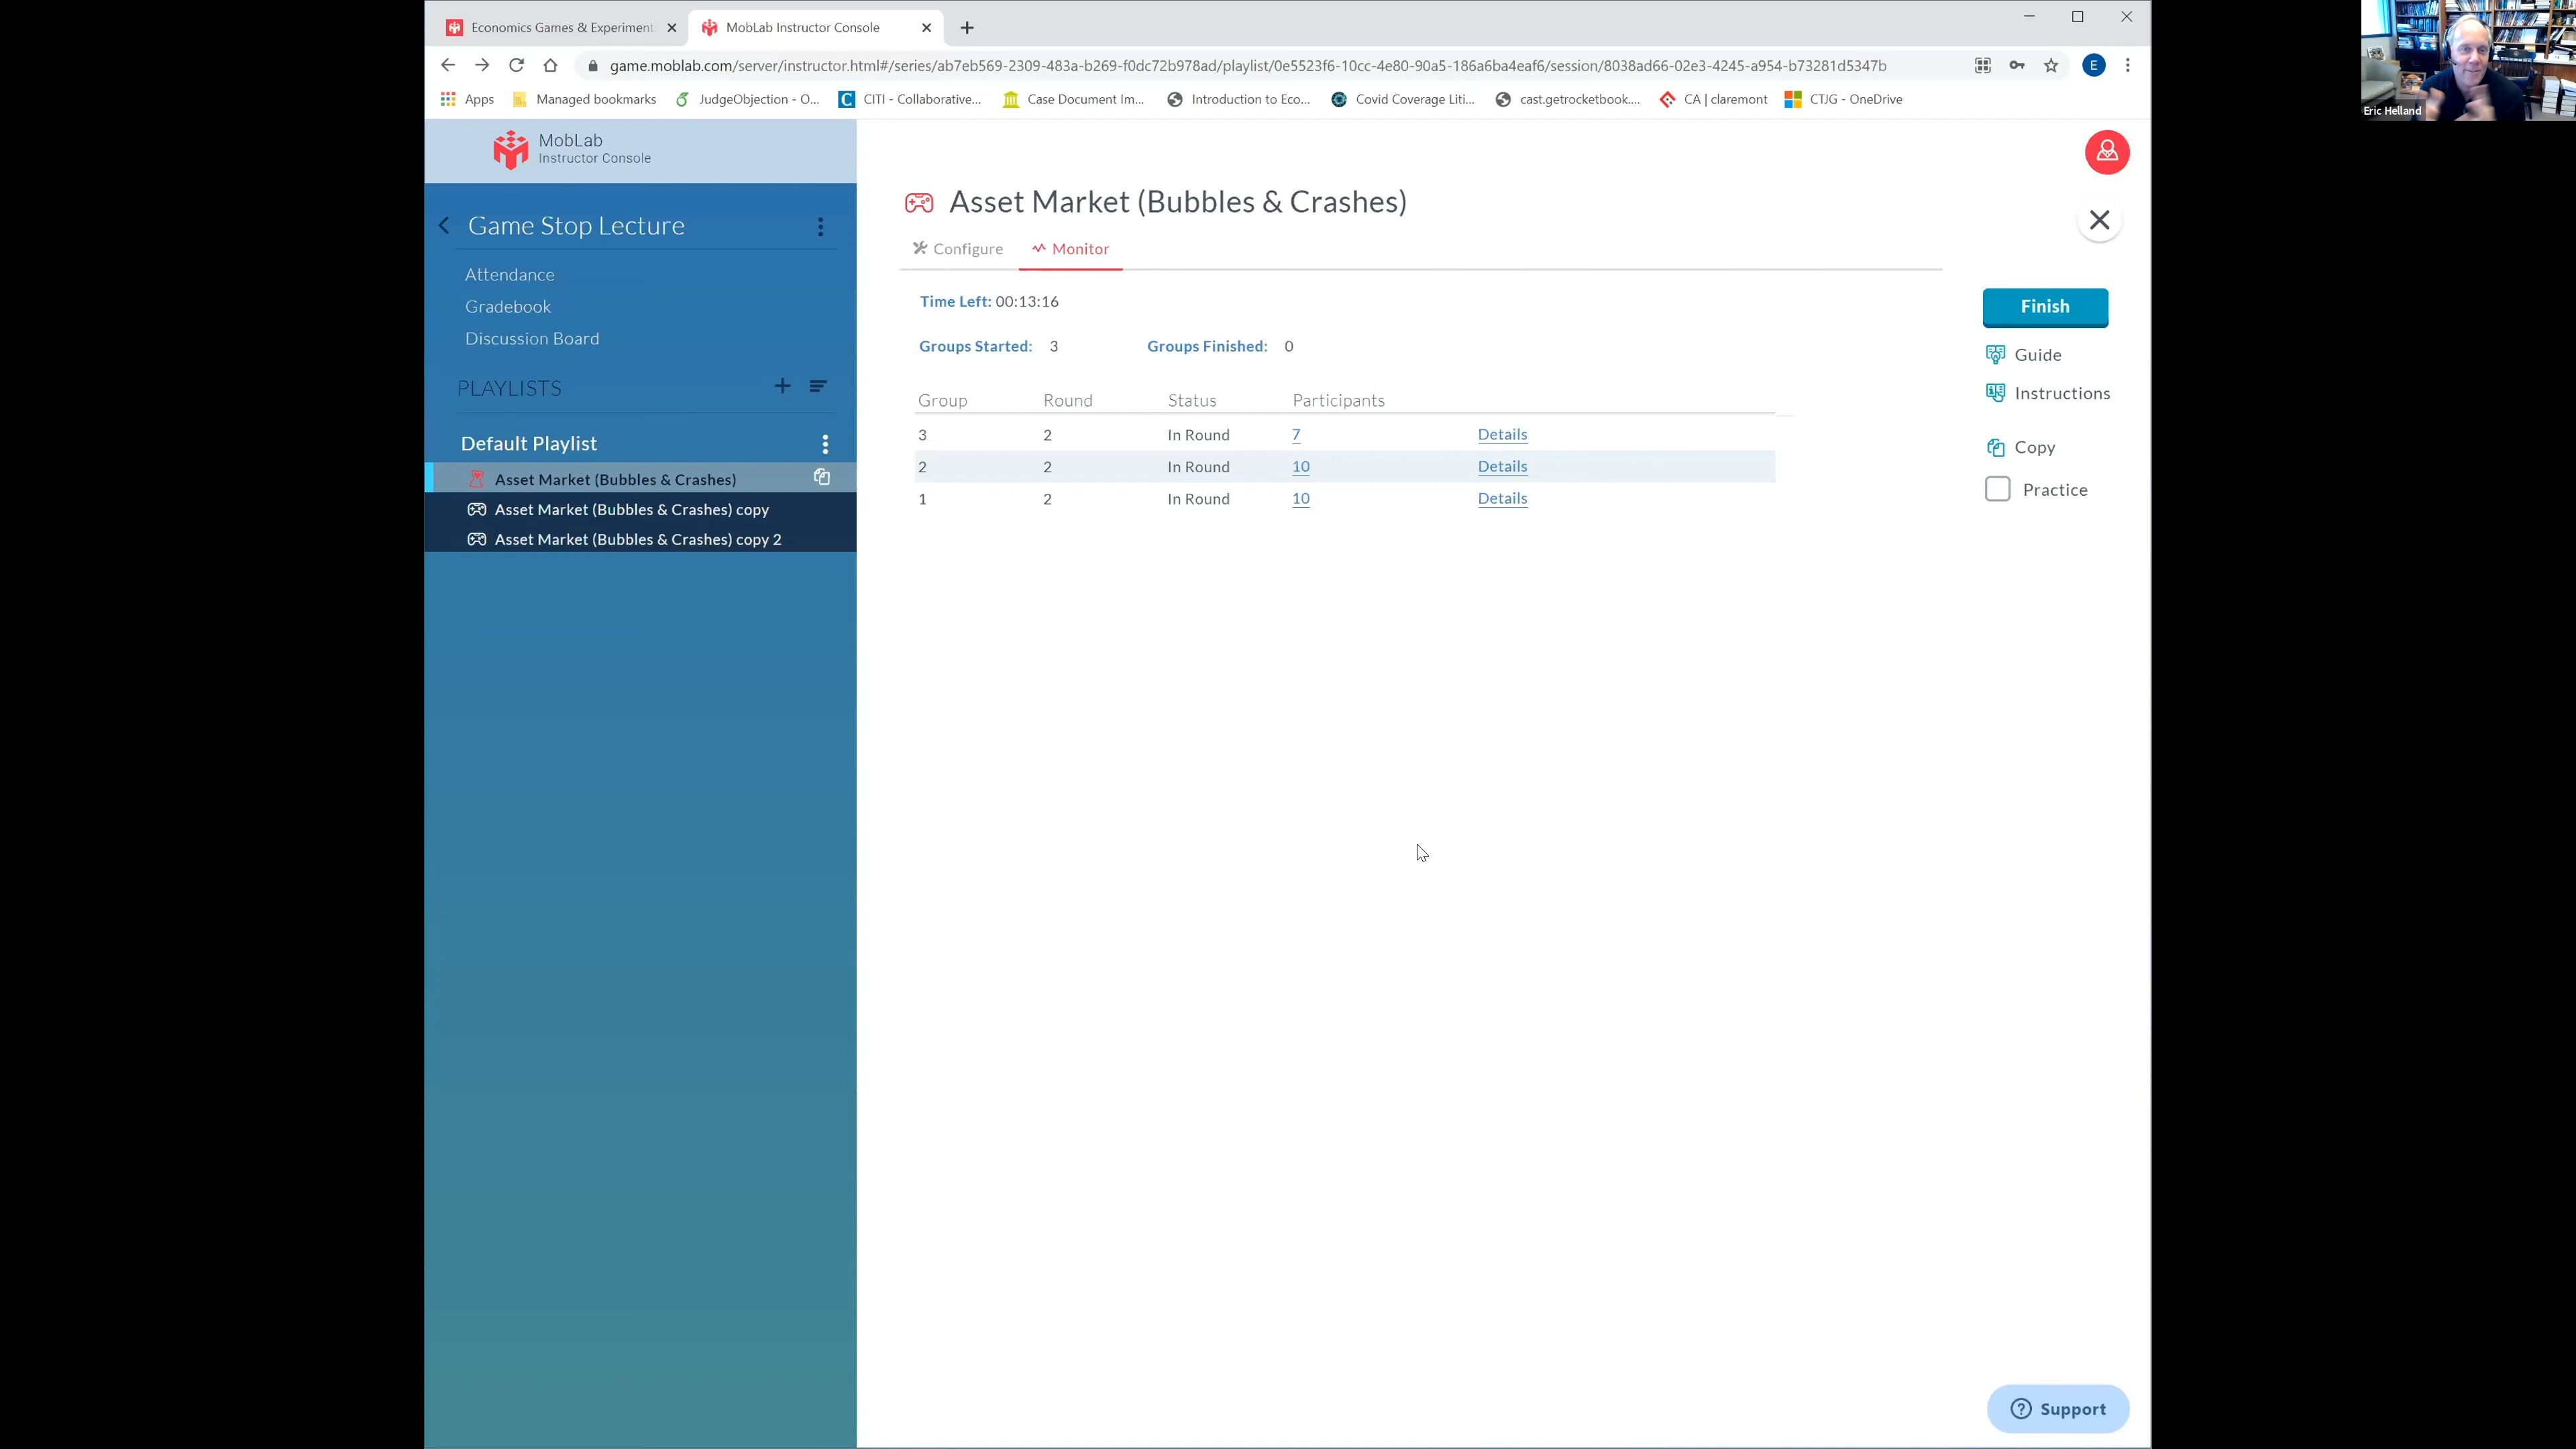 Economics Games & Experiment
MobLab Instructor Console
game.moblab.com/server/instructor.html#/series/ab7eb569-2309-483a-b269-f0dc72b978ad/playlist/0e5523f6-10cc-4e80-90a5-186a6ba4eaf6/session/8038ad66-02e3-4245-a954-b73281d5347b
E
Apps Managed bookmarks JudgeObjection - O... CITI - Collaborative... Case Document Im... Introduction to Eco... Covid Coverage Liti... cast.getrocketbook.... CA | claremont CTJG - OneDrive
Eric Helland
MobLab
Instructor Console
Game Stop Lecture
Attendance
Gradebook
Discussion Board
PLAYLISTS
Default Playlist
Asset Market (Bubbles & Crashes)
Asset Market (Bubbles & Crashes) copy
Asset Market (Bubbles & Crashes) copy 2
Asset Market (Bubbles & Crashes)
Configure Monitor
Time Left: 00:13:16
Groups Started: 3 Groups Finished: 0
Group Round Status Participants
3 2 In Round 7 Details
2 2 In Round 10 Details
1 2 In Round 10 Details
Finish
Guide
Instructions
Copy
Practice
Support